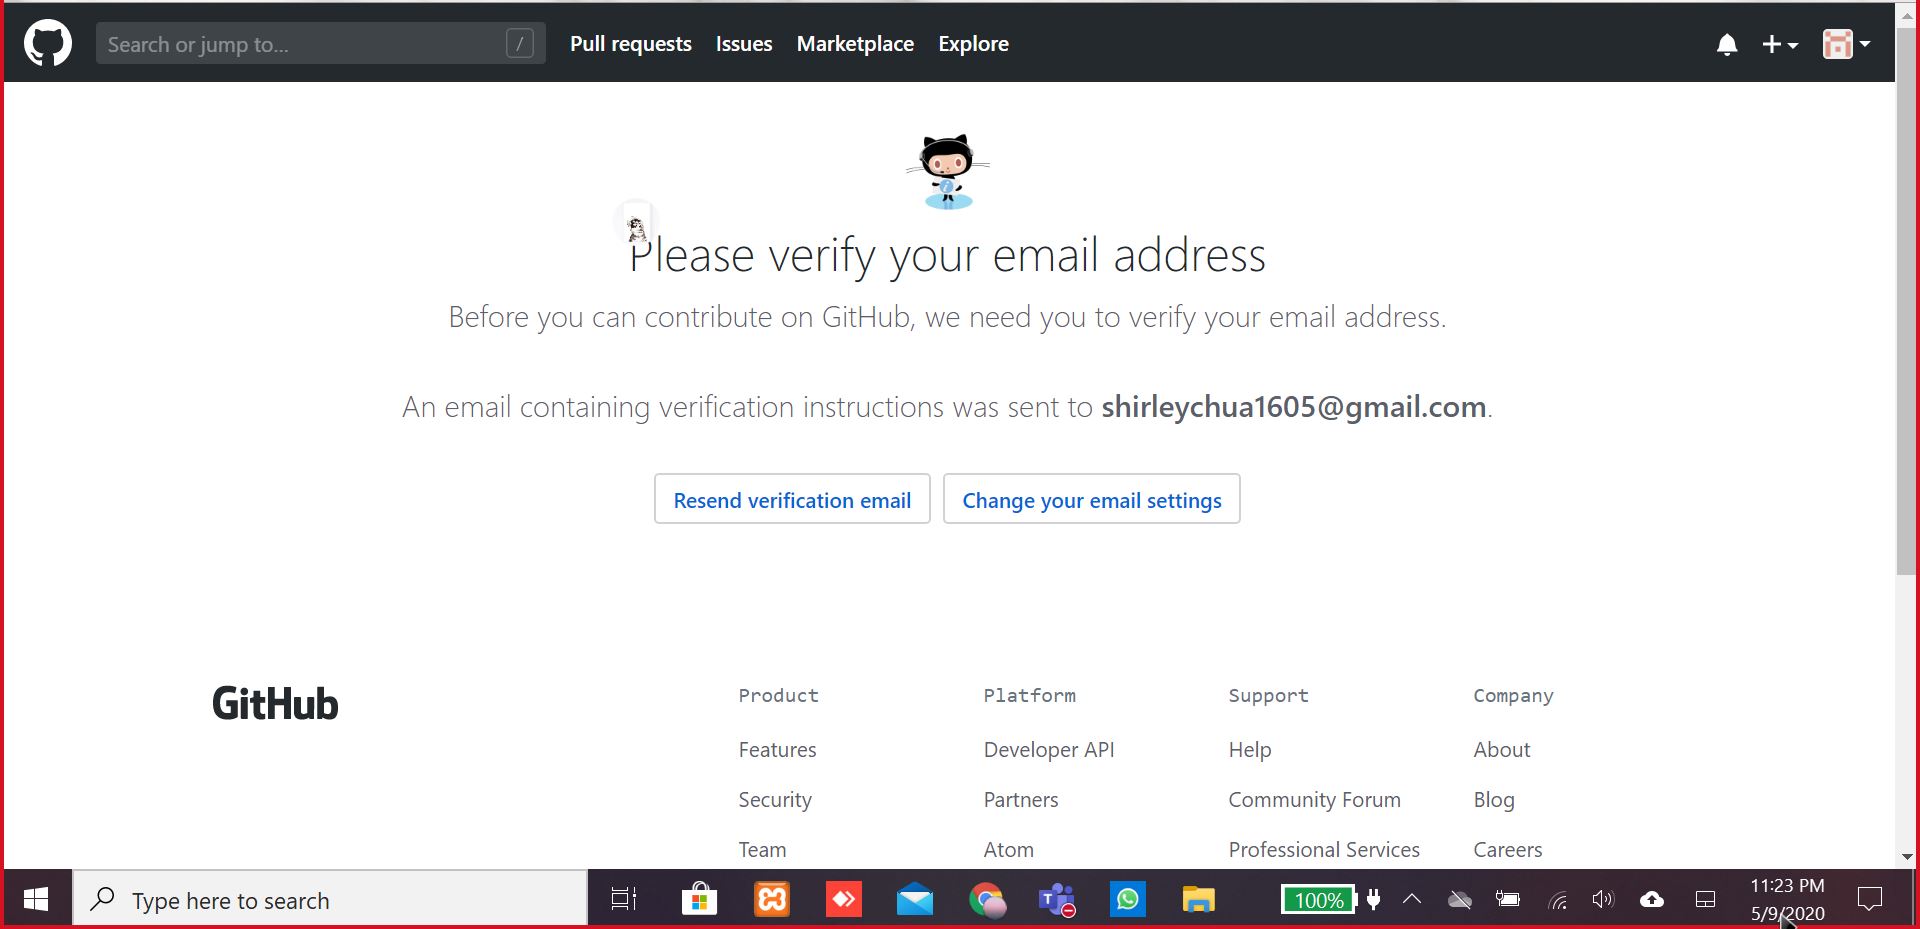 Search or jump to... /
Pull requests Issues Marketplace Explore
Please verify your email address
Before you can contribute on GitHub, we need you to verify your email address.
An email containing verification instructions was sent to shirleychua1605@gmail.com.
Resend verification email Change your email settings
GitHub
Product Platform Support Company
Features Developer API Help About
Security Partners Community Forum Blog
Team Atom Professional Services Careers
Type here to search
100%
11:23 PM
5/9/2020